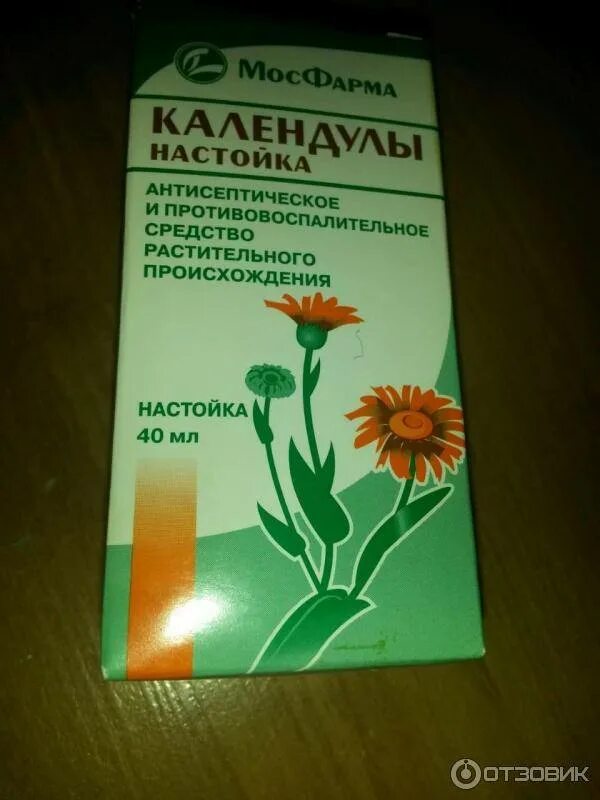 МосФарма
КАЛЕНДУЛЫ
НАСТОЙКА
АНТИСЕПТИЧЕСКОЕ
И ПРОТИВОВОСПАЛИТЕЛЬНОЕ
СРЕДСТВО
РАСТИТЕЛЬНОГО
ПРОИСХОЖДЕНИЯ
НАСТОЙКА
40 мл
ОТЗОВИК